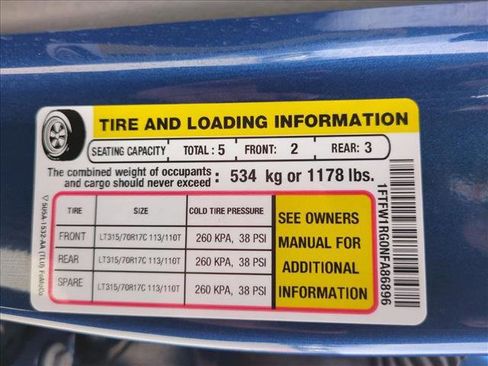 TIRE AND LOADING INFORMATION
SEATING CAPACITY TOTAL : 5 FRONT: 2 REAR: 3
The combined weight of occupants
and cargo should never exceed : 534 kg or 1178 lbs.
TIRE SIZE COLD TIRE PRESSURE
FRONT LT315/70R17C 113/110T 260 KPA, 38 PSI
REAR LT315/70R17C 113/110T 260 KPA, 38 PSI
SPARE LT315/70R17C 113/110T 260 KPA, 38 PSI
SEE OWNERS
MANUAL FOR
ADDITIONAL
INFORMATION
1FTFW1RG0NFA86896